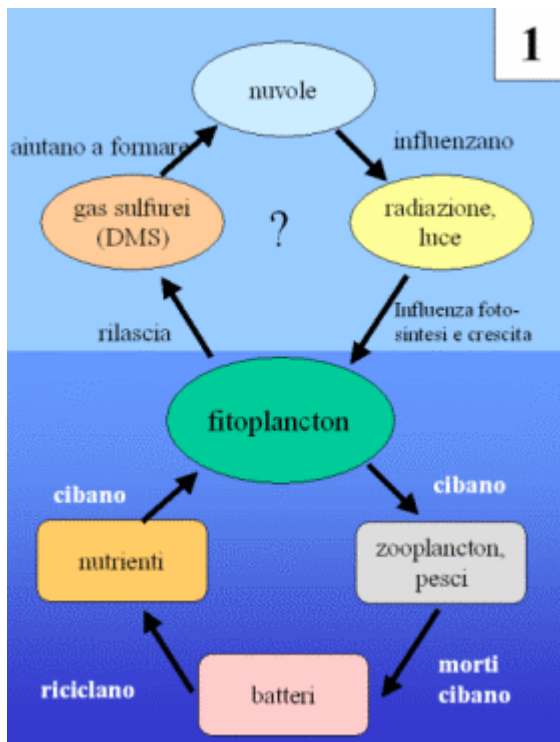 1
nuvole
aiutano a formare
influenzano
gas sulfurei
(DMS)
?
radiazione,
luce
rilascia
Influenza foto-
sintesi e crescita
fitoplancton
cibano
cibano
nutrienti
zooplancton,
pesci
riciclano
batteri
morti
cibano